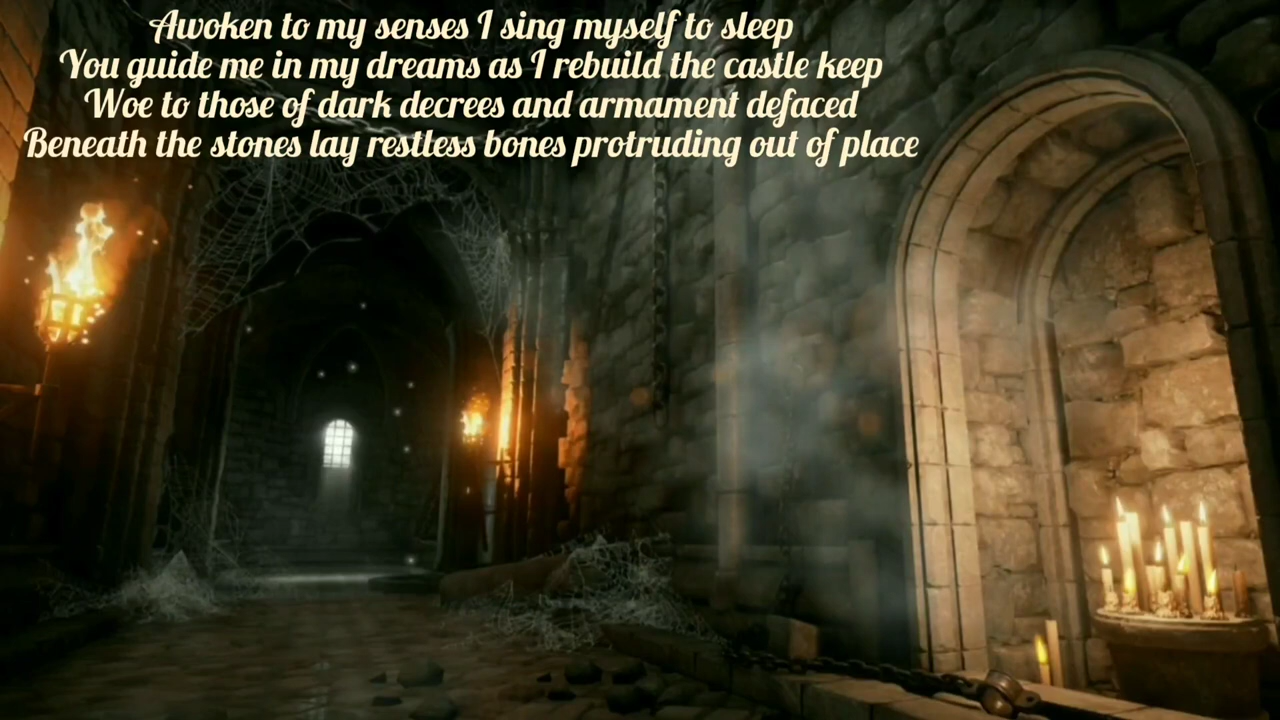 Awoken to my senses I sing myself to sleep
You guide me in my dreams as I rebuild the castle keep
Woe to those of dark decrees and armament defaced
Beneath the stones lay restless bones protruding out of place